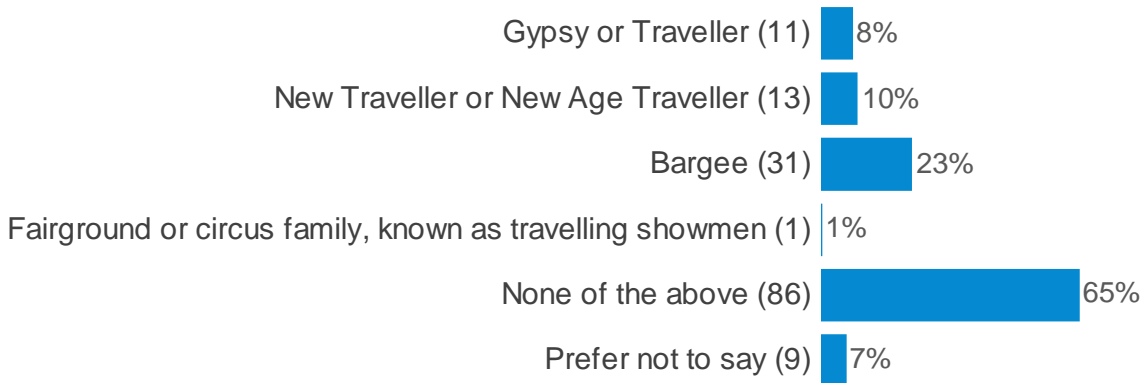 Gypsy or Traveller (11) 8%
New Traveller or New Age Traveller (13) 10%
Bargee (31) 23%
Fairground or circus family, known as travelling showmen (1) 1%
None of the above (86) 65%
Prefer not to say (9) 7%